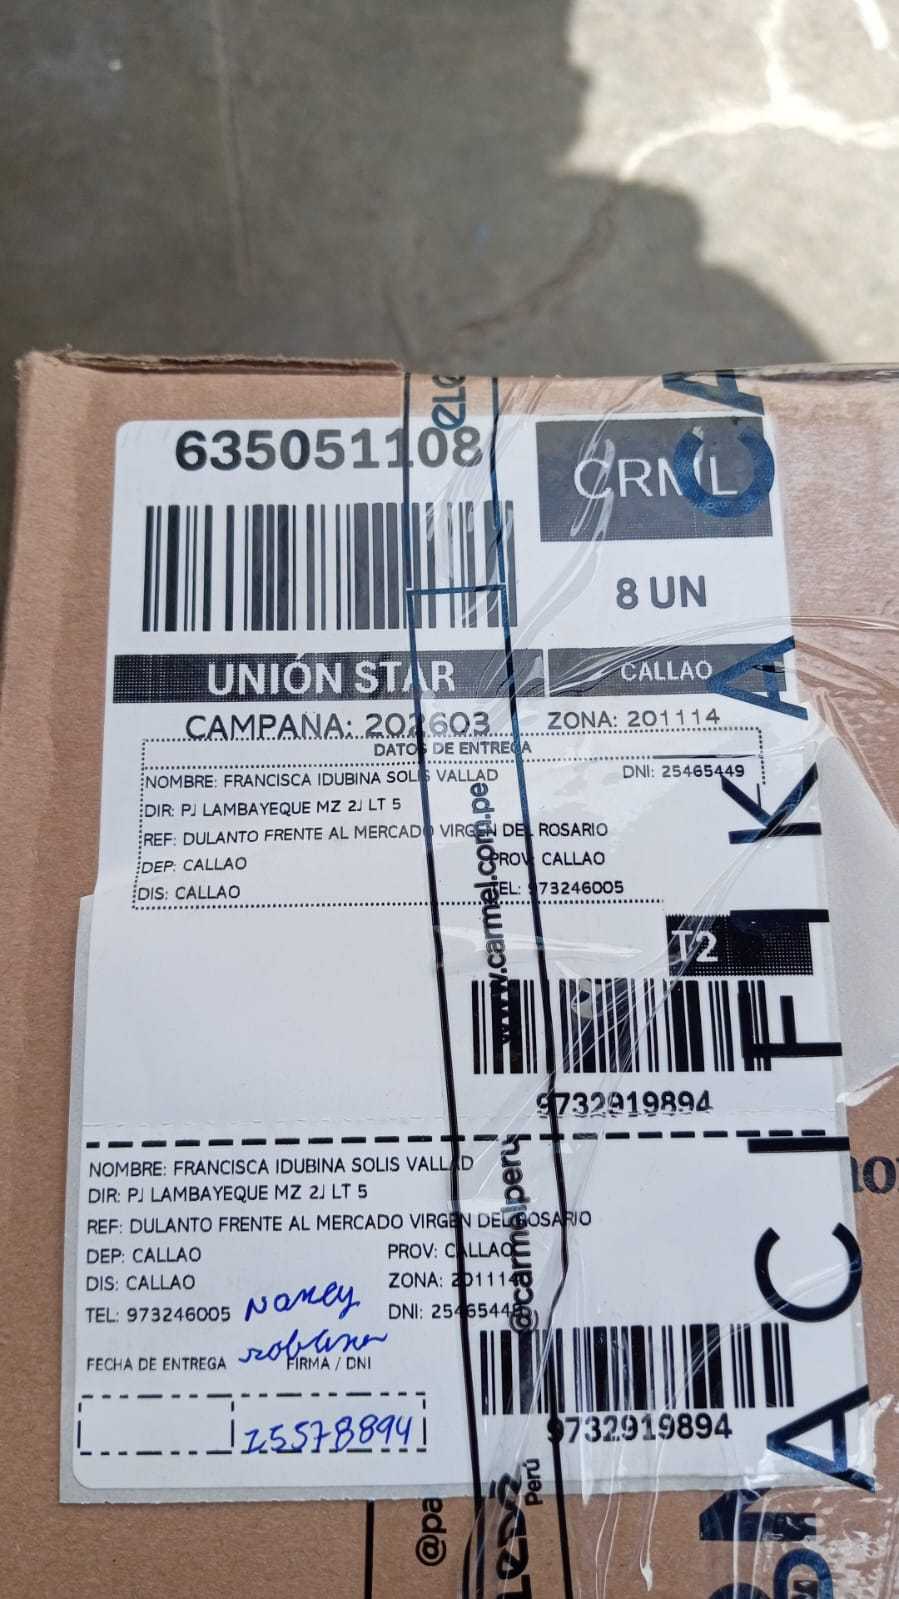 635051108
CRMIL
8 UN
UNIÓN STAR
CALLAO
CAMPAÑA: 202603
ZONA: 201114
DATOS DE ENTREGA
NOMBRE: FRANCISCA IDUBINA SOLIS VALLAD
DNI: 25465449
DIR: PJ LAMBAYEQUE MZ 2J LT 5
REF: DULANTO FRENTE AL MERCADO VIRGEN DEL ROSARIO
DEP: CALLAO
PROV: CALLAO
DIS: CALLAO
TEL: 973246005
T2
9732919894
NOMBRE: FRANCISCA IDUBINA SOLIS VALLAD
DIR: PJ LAMBAYEQUE MZ 2J LT 5
REF: DULANTO FRENTE AL MERCADO VIRGEN DEL ROSARIO
DEP: CALLAO
PROV: CALLAO
DIS: CALLAO
ZONA: 201114
TEL: 973246005
DNI: 25465449
FECHA DE ENTREGA
FIRMA / DNI
25578894
9732919894
www.carmel.com.pe
@carmelperu
Perú
PACIFIKA